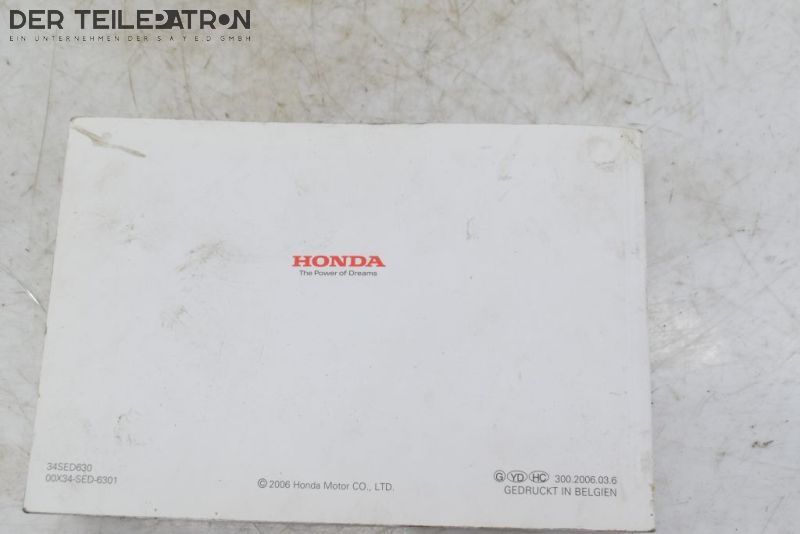 DER TEILEPATRON
EIN UNTERNEHMEN DER S A Y E D GMBH
HONDA
The Power of Dreams
34SED630
00X34-SED-6301
© 2006 Honda Motor CO., LTD.
G YD HC 300.2006.03.6
GEDRUCKT IN BELGIEN